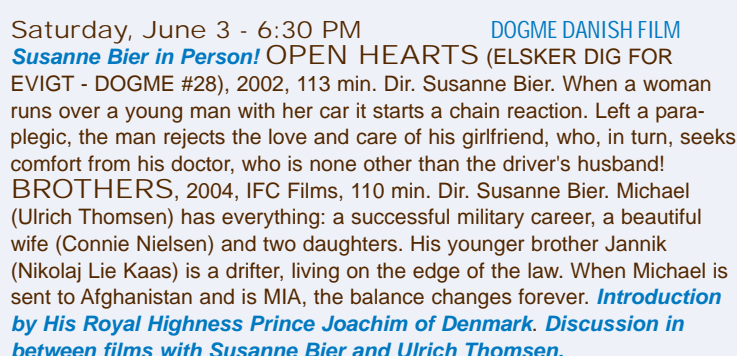 Saturday, June 3 - 6:30 PM DOGME DANISH FILM
Susanne Bier in Person! OPEN HEARTS (ELSKER DIG FOR
EVIGT - DOGME #28), 2002, 113 min. Dir. Susanne Bier. When a woman
runs over a young man with her car it starts a chain reaction. Left a para-
plegic, the man rejects the love and care of his girlfriend, who, in turn, seeks
comfort from his doctor, who is none other than the driver's husband!
BROTHERS, 2004, IFC Films, 110 min. Dir. Susanne Bier. Michael
(Ulrich Thomsen) has everything: a successful military career, a beautiful
wife (Connie Nielsen) and two daughters. His younger brother Jannik
(Nikolaj Lie Kaas) is a drifter, living on the edge of the law. When Michael is
sent to Afghanistan and is MIA, the balance changes forever. Introduction
by His Royal Highness Prince Joachim of Denmark. Discussion in
between films with Susanne Bier and Ulrich Thomsen.